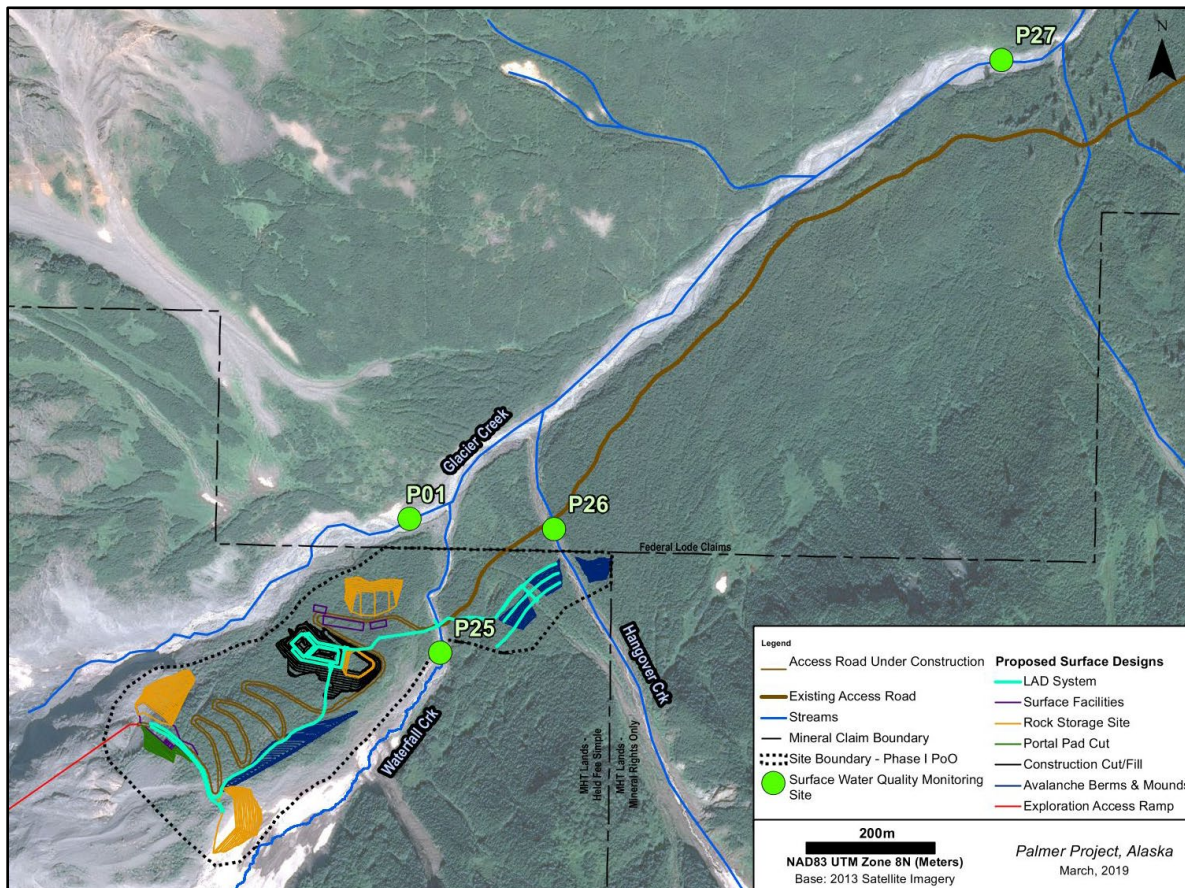 P27
N
Glacier Creek
P01
P26
Federal Lode Claims
P25
Hangover Crk
Waterfall Crk
MHT Lands -
Held Fee Simple
MHT Lands -
Mineral Rights Only
Legend
Access Road Under Construction
Existing Access Road
Streams
Mineral Claim Boundary
Site Boundary - Phase I PoO
Surface Water Quality Monitoring
Site
Proposed Surface Designs
LAD System
Surface Facilities
Rock Storage Site
Portal Pad Cut
Construction Cut/Fill
Avalanche Berms & Mounds
Exploration Access Ramp
200m
NAD83 UTM Zone 8N (Meters)
Base: 2013 Satellite Imagery
Palmer Project, Alaska
March, 2019